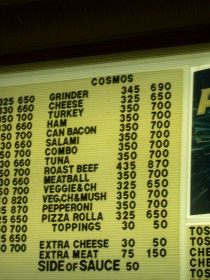 COSMOS
325 650 GRINDER 345 690
CHEESE 325 650
TURKEY 350 700
HAM 350 700
CAN BACON 350 700
SALAMI 350 700
COMBO 350 700
TUNA 350 700
ROAST BEEF 435 870
MEATBALL 350 700
VEGGIE&CH 325 650
VEG,CH&MUSH 350 700
PEPPERONI 350 700
PIZZA ROLLA 325 650
TOPPINGS 30 50
EXTRA CHEESE 30 50
EXTRA MEAT 75 150
SIDE OF SAUCE 50